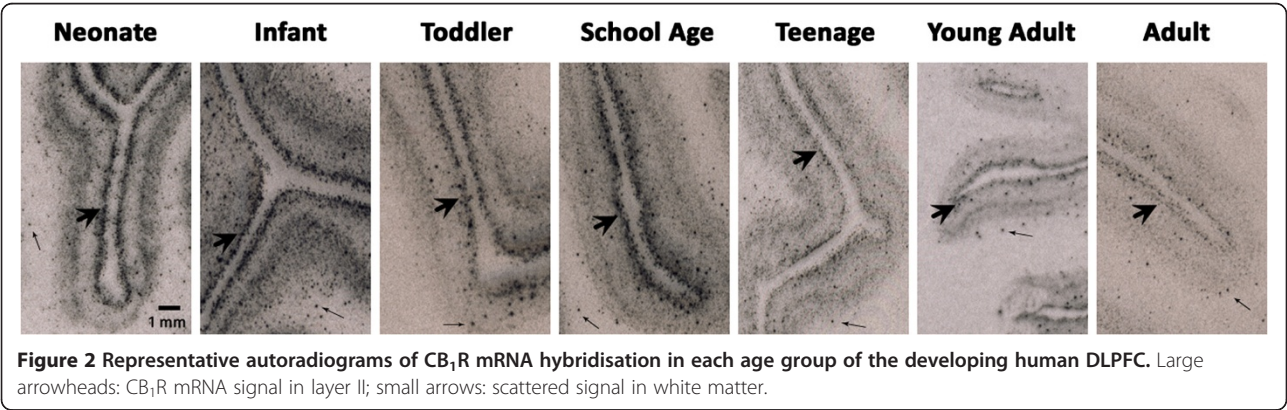 Neonate Infant Toddler School Age Teenage Young Adult Adult
1 mm
Figure 2 Representative autoradiograms of CB₁R mRNA hybridisation in each age group of the developing human DLPFC. Large
arrowheads: CB₁R mRNA signal in layer II; small arrows: scattered signal in white matter.